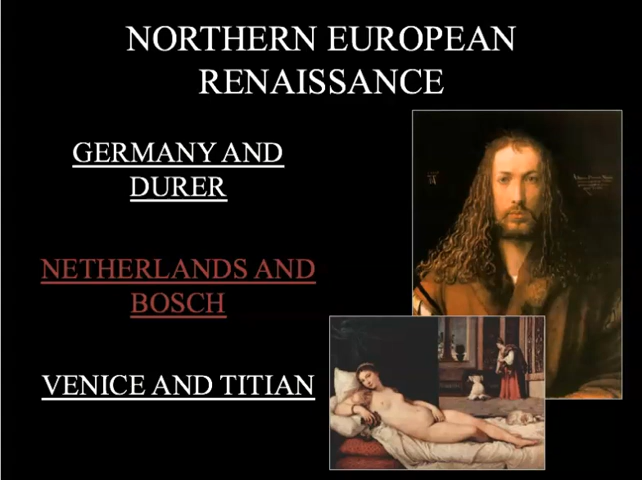 NORTHERN EUROPEAN
RENAISSANCE
GERMANY AND
DURER
NETHERLANDS AND
BOSCH
VENICE AND TITIAN